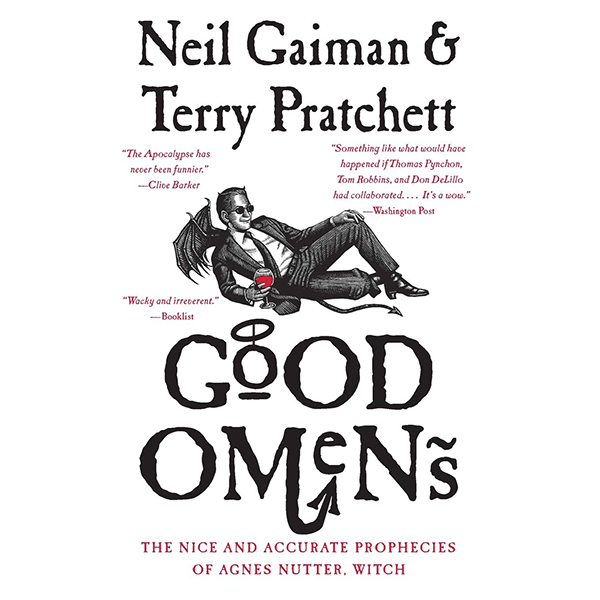 Neil Gaiman &
Terry Pratchett
“The Apocalypse has
never been funnier.”
—Clive Barker
“Something like what would have
happened if Thomas Pynchon,
Tom Robbins, and Don DeLillo
had collaborated. . . . It's a wow.”
—Washington Post
“Wacky and irreverent.”
—Booklist
GOOD
OMENS
THE NICE AND ACCURATE PROPHECIES
OF AGNES NUTTER, WITCH